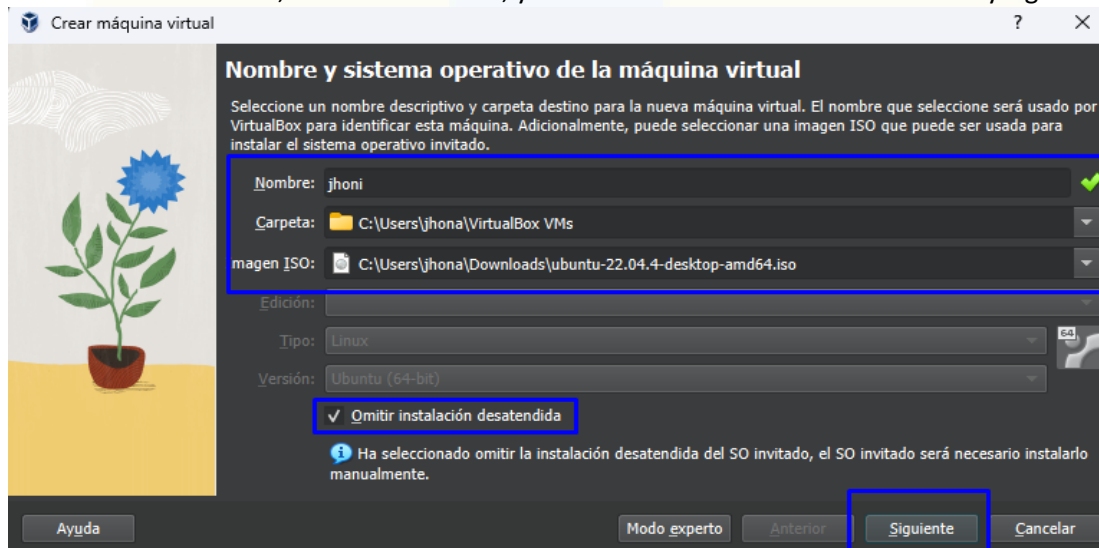 Crear máquina virtual ? ×
Nombre y sistema operativo de la máquina virtual
Seleccione un nombre descriptivo y carpeta destino para la nueva máquina virtual. El nombre que seleccione será usado por
VirtualBox para identificar esta máquina. Adicionalmente, puede seleccionar una imagen ISO que puede ser usada para
instalar el sistema operativo invitado.
Nombre: jhoni
Carpeta: C:\Users\jhona\VirtualBox VMs
magen ISO: C:\Users\jhona\Downloads\ubuntu-22.04.4-desktop-amd64.iso
Edición:
Tipo: Linux
64
Versión: Ubuntu (64-bit)
Omitir instalación desatendida
Ha seleccionado omitir la instalación desatendida del SO invitado, el SO invitado será necesario instalarlo
manualmente.
Ayuda Modo experto Anterior Siguiente Cancelar